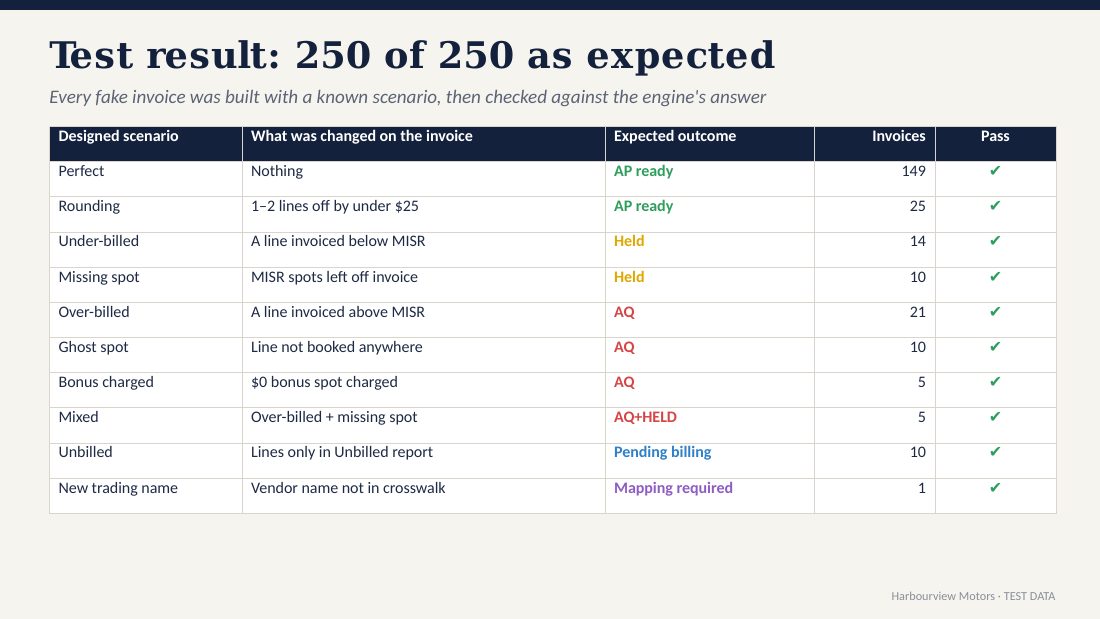 Test result: 250 of 250 as expected
Every fake invoice was built with a known scenario, then checked against the engine's answer
Designed scenario What was changed on the invoice Expected outcome Invoices Pass
Perfect Nothing AP ready 149 ✔
Rounding 1–2 lines off by under $25 AP ready 25 ✔
Under-billed A line invoiced below MISR Held 14 ✔
Missing spot MISR spots left off invoice Held 10 ✔
Over-billed A line invoiced above MISR AQ 21 ✔
Ghost spot Line not booked anywhere AQ 10 ✔
Bonus charged $0 bonus spot charged AQ 5 ✔
Mixed Over-billed + missing spot AQ+HELD 5 ✔
Unbilled Lines only in Unbilled report Pending billing 10 ✔
New trading name Vendor name not in crosswalk Mapping required 1 ✔
Harbourview Motors · TEST DATA